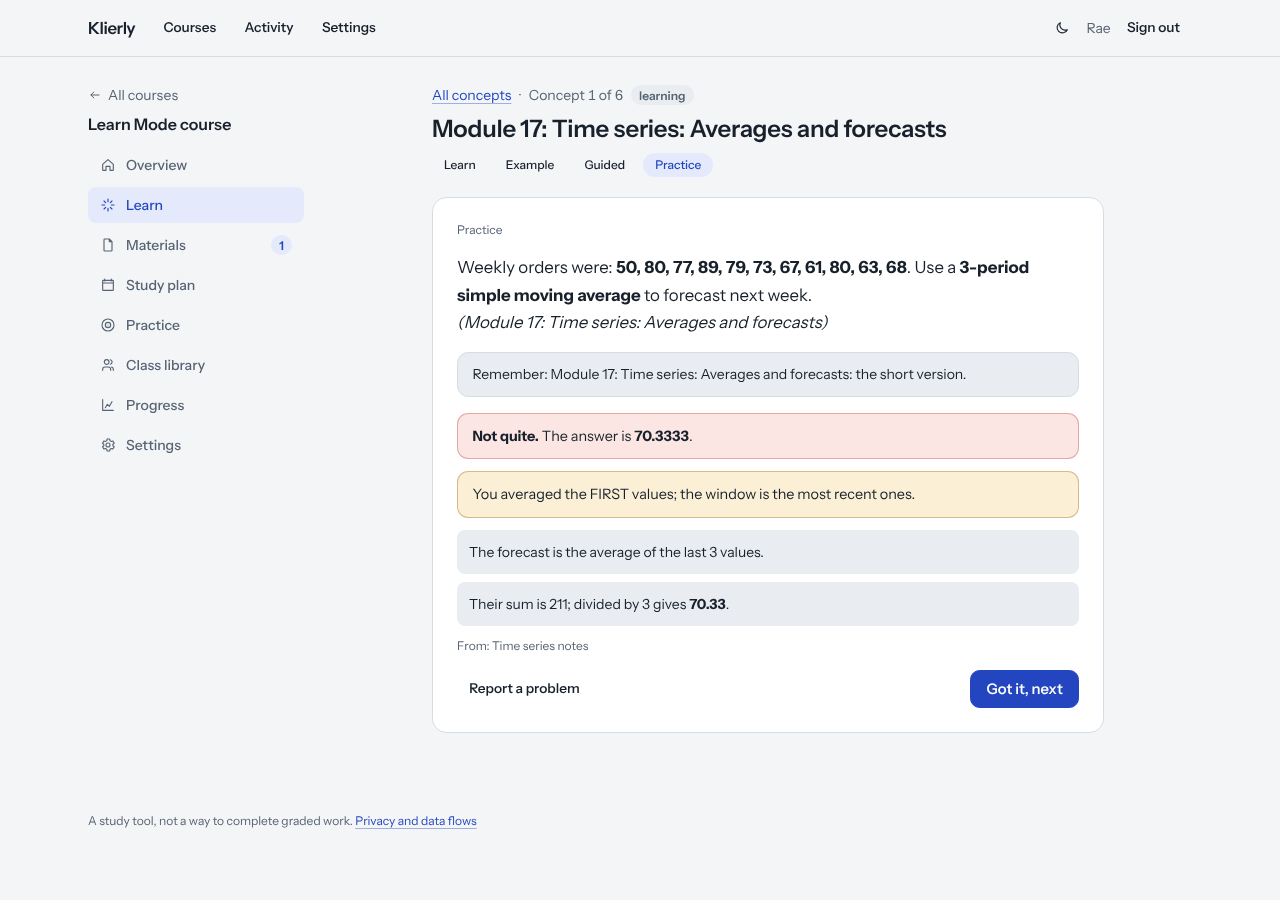 Klierly
Courses
Activity
Settings
Rae
Sign out
All courses
Learn Mode course
Overview
Learn
Materials
1
Study plan
Practice
Class library
Progress
Settings
All concepts · Concept 1 of 6 learning
Module 17: Time series: Averages and forecasts
Learn
Example
Guided
Practice
Practice
Weekly orders were: 50, 80, 77, 89, 79, 73, 67, 61, 80, 63, 68. Use a 3-period
simple moving average to forecast next week.
(Module 17: Time series: Averages and forecasts)
Remember: Module 17: Time series: Averages and forecasts: the short version.
Not quite. The answer is 70.3333.
You averaged the FIRST values; the window is the most recent ones.
The forecast is the average of the last 3 values.
Their sum is 211; divided by 3 gives 70.33.
From: Time series notes
Report a problem
Got it, next
A study tool, not a way to complete graded work. Privacy and data flows